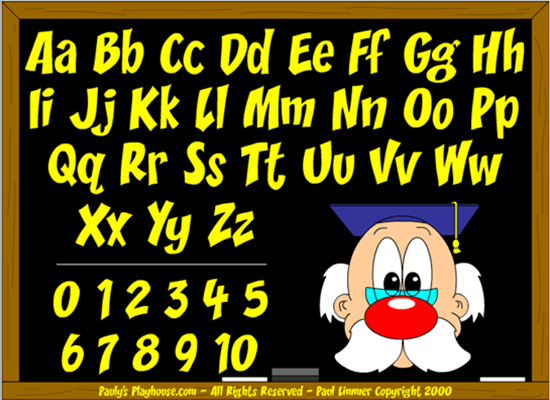 Aa Bb Cc Dd Ee Ff Gg Hh
Ii Jj Kk Ll Mm Nn Oo Pp
Qq Rr Ss Tt Uu Vv Ww
Xx Yy Zz
0 1 2 3 4 5
6 7 8 9 10
Pauly's Playhouse.com - All Rights Reserved - Paul Limmer Copyright 2000